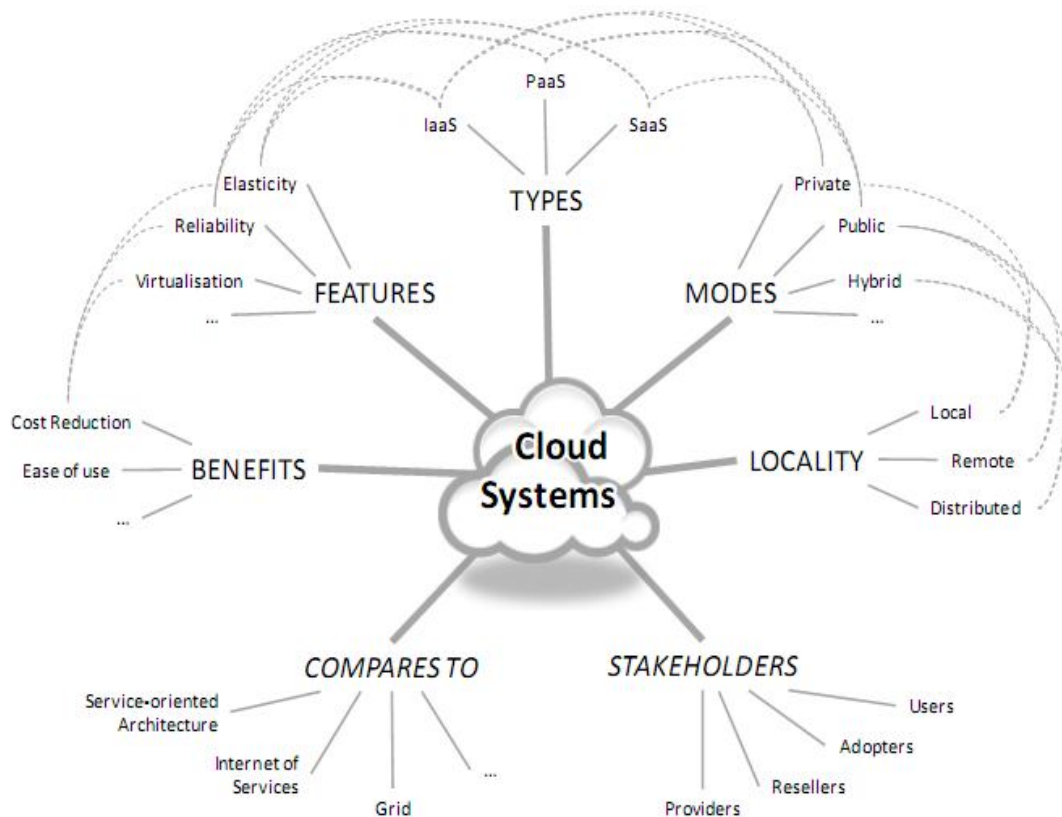 PaaS
IaaS
SaaS
TYPES
Elasticity
Reliability
Virtualisation
...
FEATURES
Private
Public
Hybrid
...
MODES
Cost Reduction
Ease of use
...
BENEFITS
Cloud
Systems
LOCALITY
Local
Remote
Distributed
COMPARES TO
Service-oriented
Architecture
Internet of
Services
Grid
...
STAKEHOLDERS
Users
Adopters
Resellers
Providers